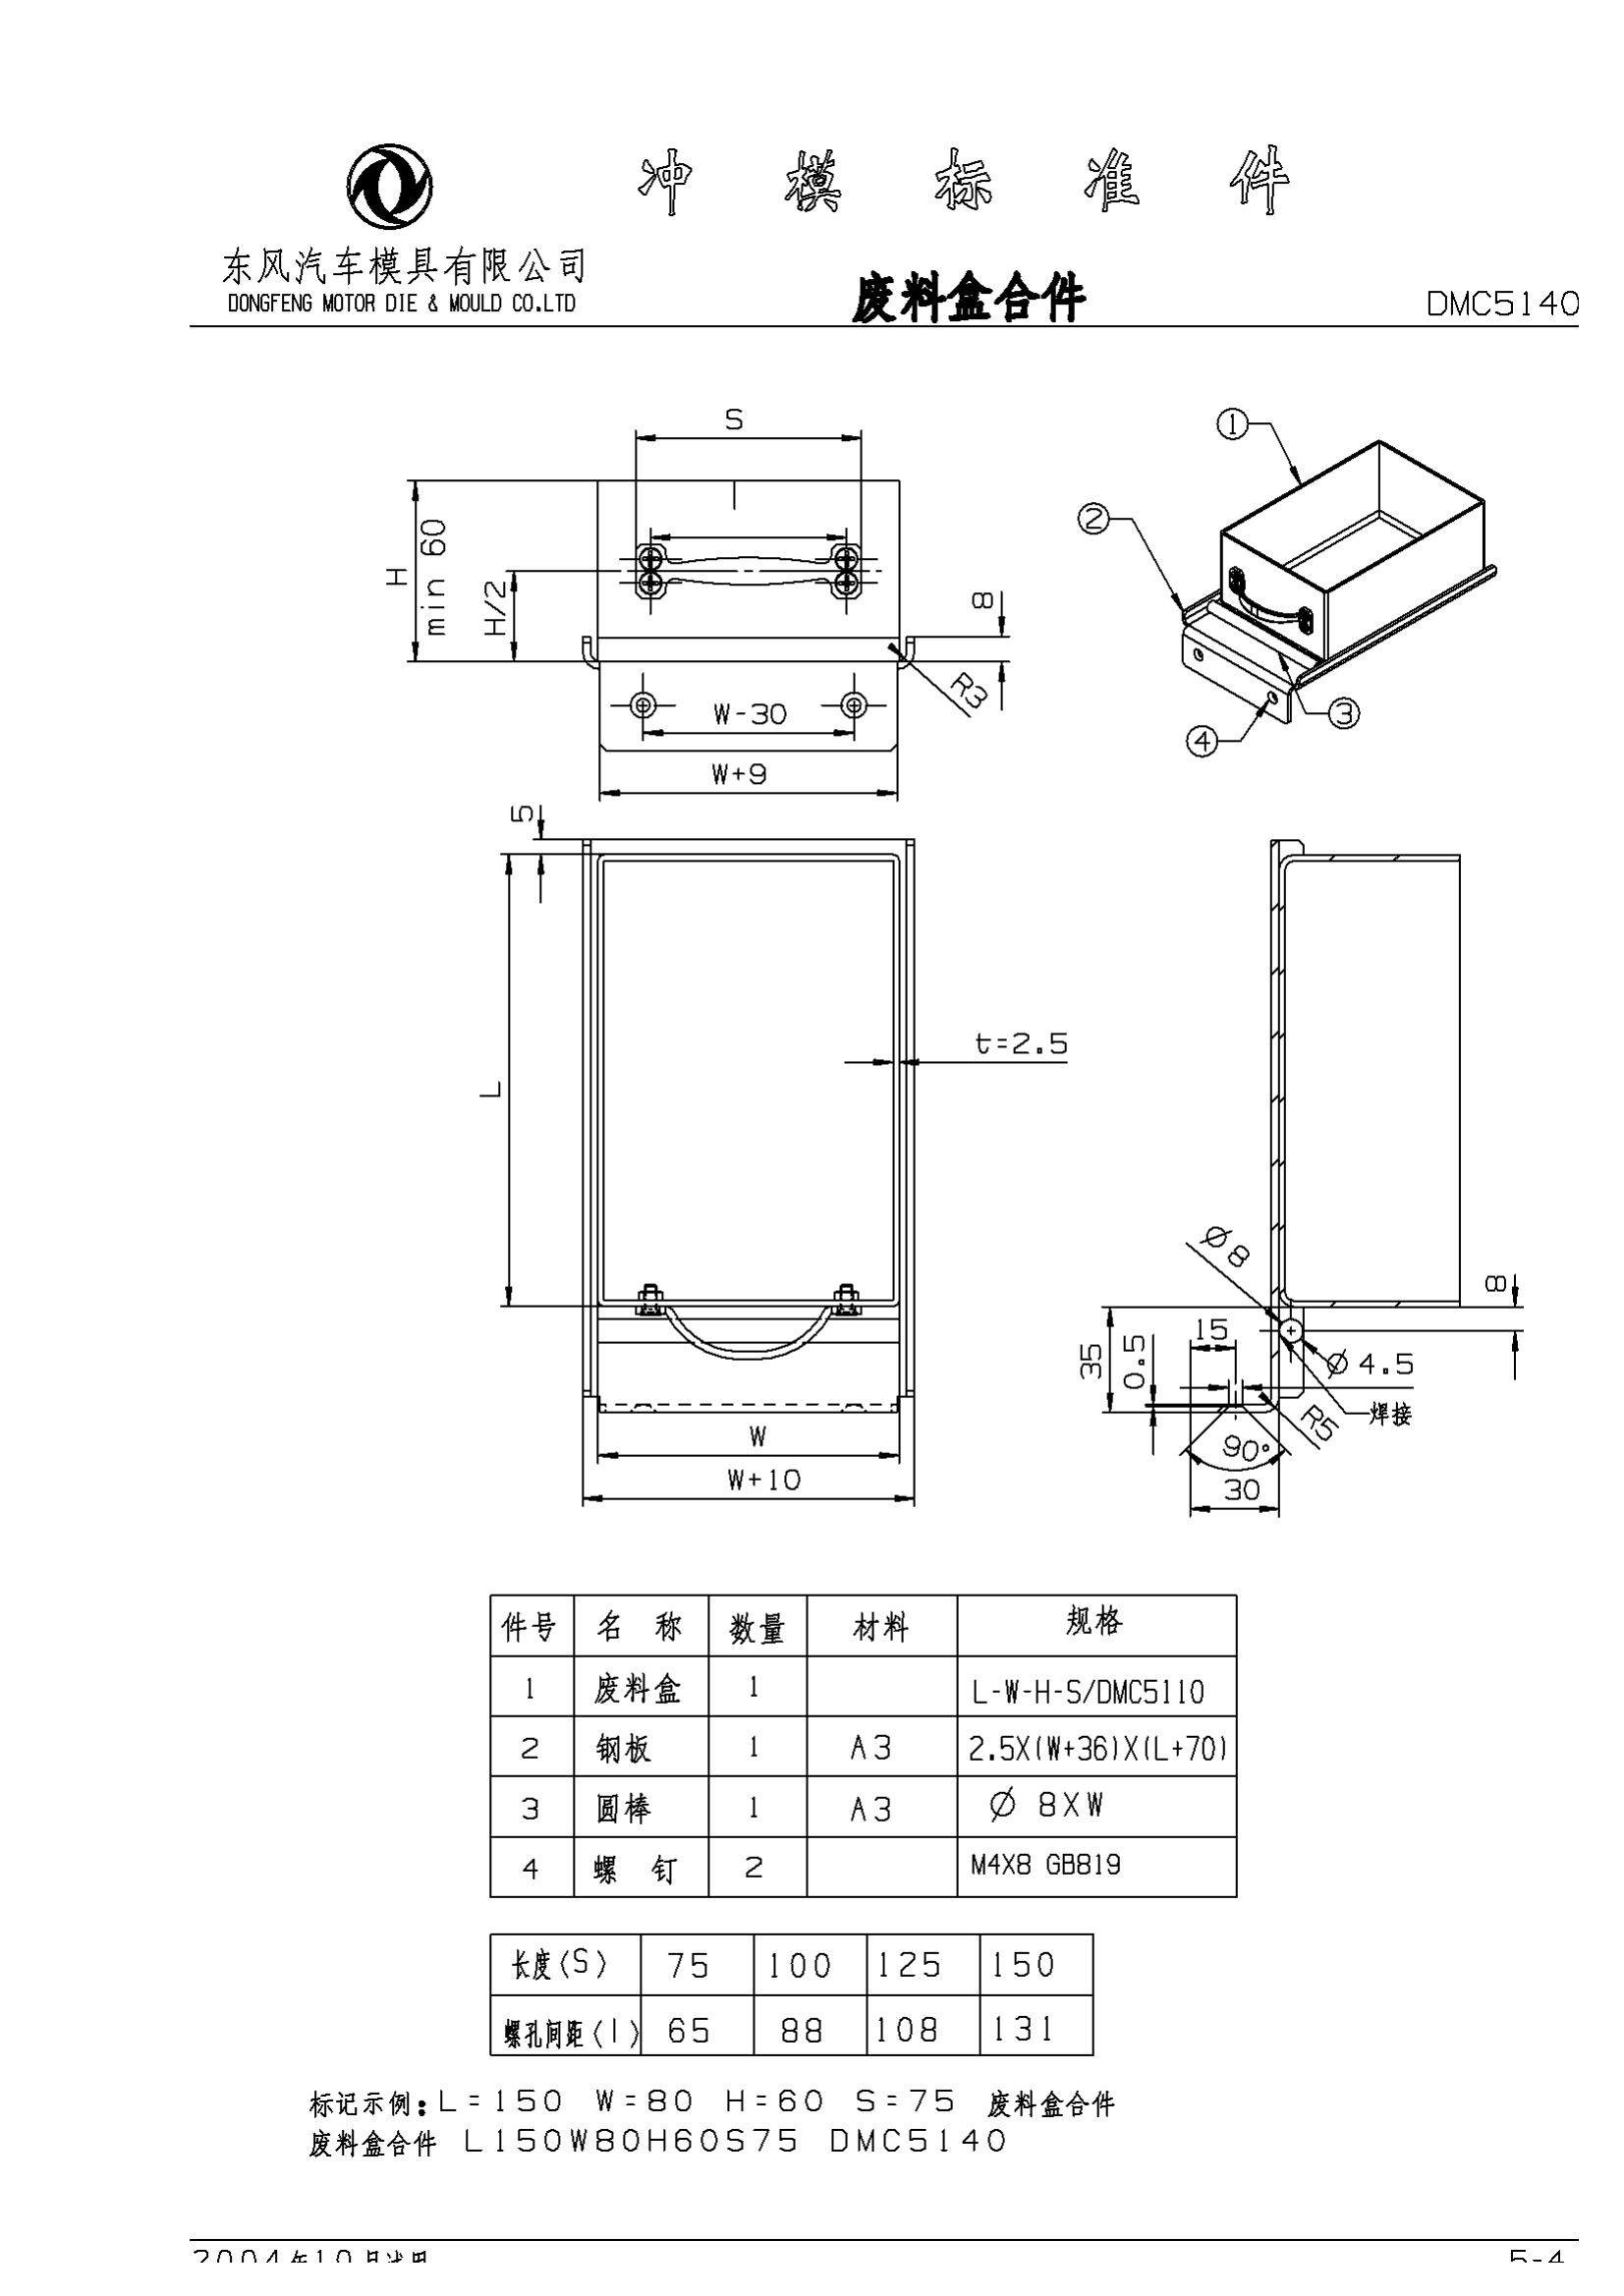 冲 模 标 准 件
东风汽车模具有限公司
DONGFENG MOTOR DIE & MOULD CO.LTD
废料盒合件
DMC5140
S
H
min 60
H/2
8
R3
W-30
W+9
1
2
3
4
5
L
t=2.5
W
W+10
Ø8
8
15
35
0.5
Ø4.5
焊接
R5
90°
30
件号 名 称 数量 材料 规格
1 废料盒 1 L-W-H-S/DMC5110
2 钢板 1 A3 2.5X(W+36)X(L+70)
3 圆棒 1 A3 Ø 8XW
4 螺 钉 2 M4X8 GB819
长度(S) 75 100 125 150
螺孔间距(l) 65 88 108 131
标记示例:L=150 W=80 H=60 S=75 废料盒合件
废料盒合件 L150W80H60S75 DMC5140
2004年10月
5-4